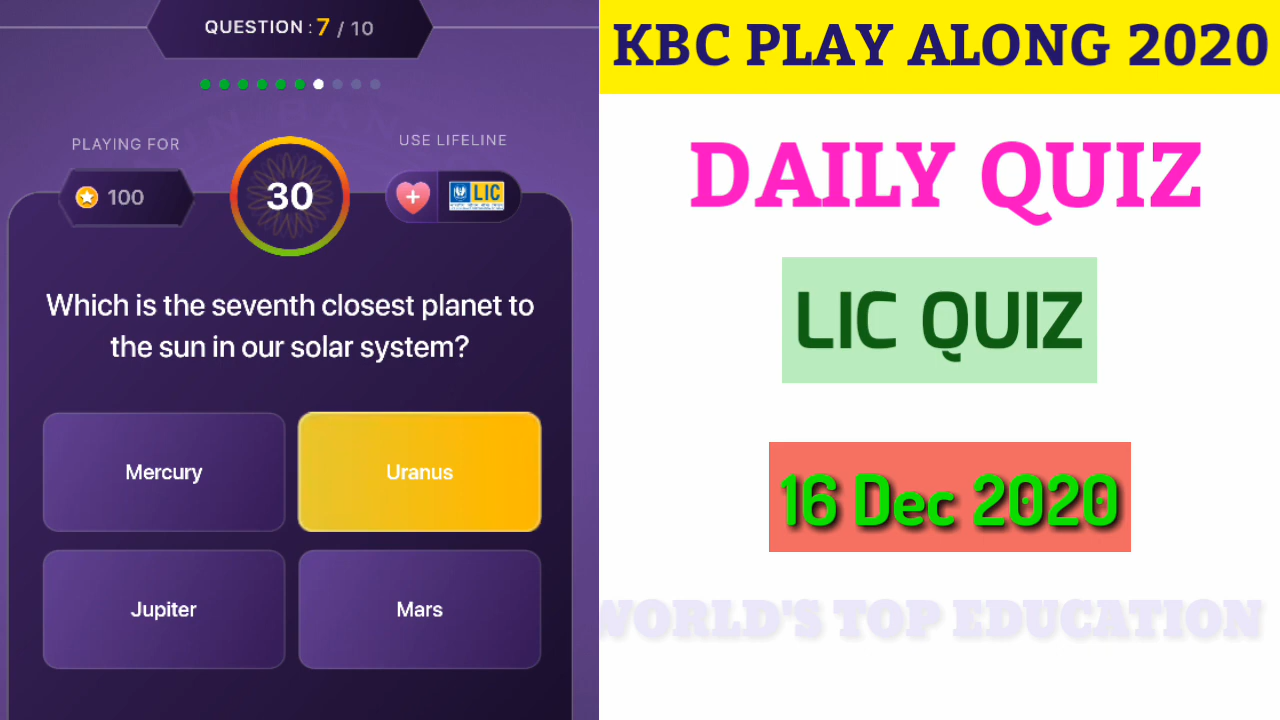 QUESTION : 7 / 10
PLAYING FOR
USE LIFELINE
100
30
LIC
Which is the seventh closest planet to
the sun in our solar system?
Mercury
Uranus
Jupiter
Mars
KBC PLAY ALONG 2020
DAILY QUIZ
LIC QUIZ
16 Dec 2020
WORLD'S TOP EDUCATION